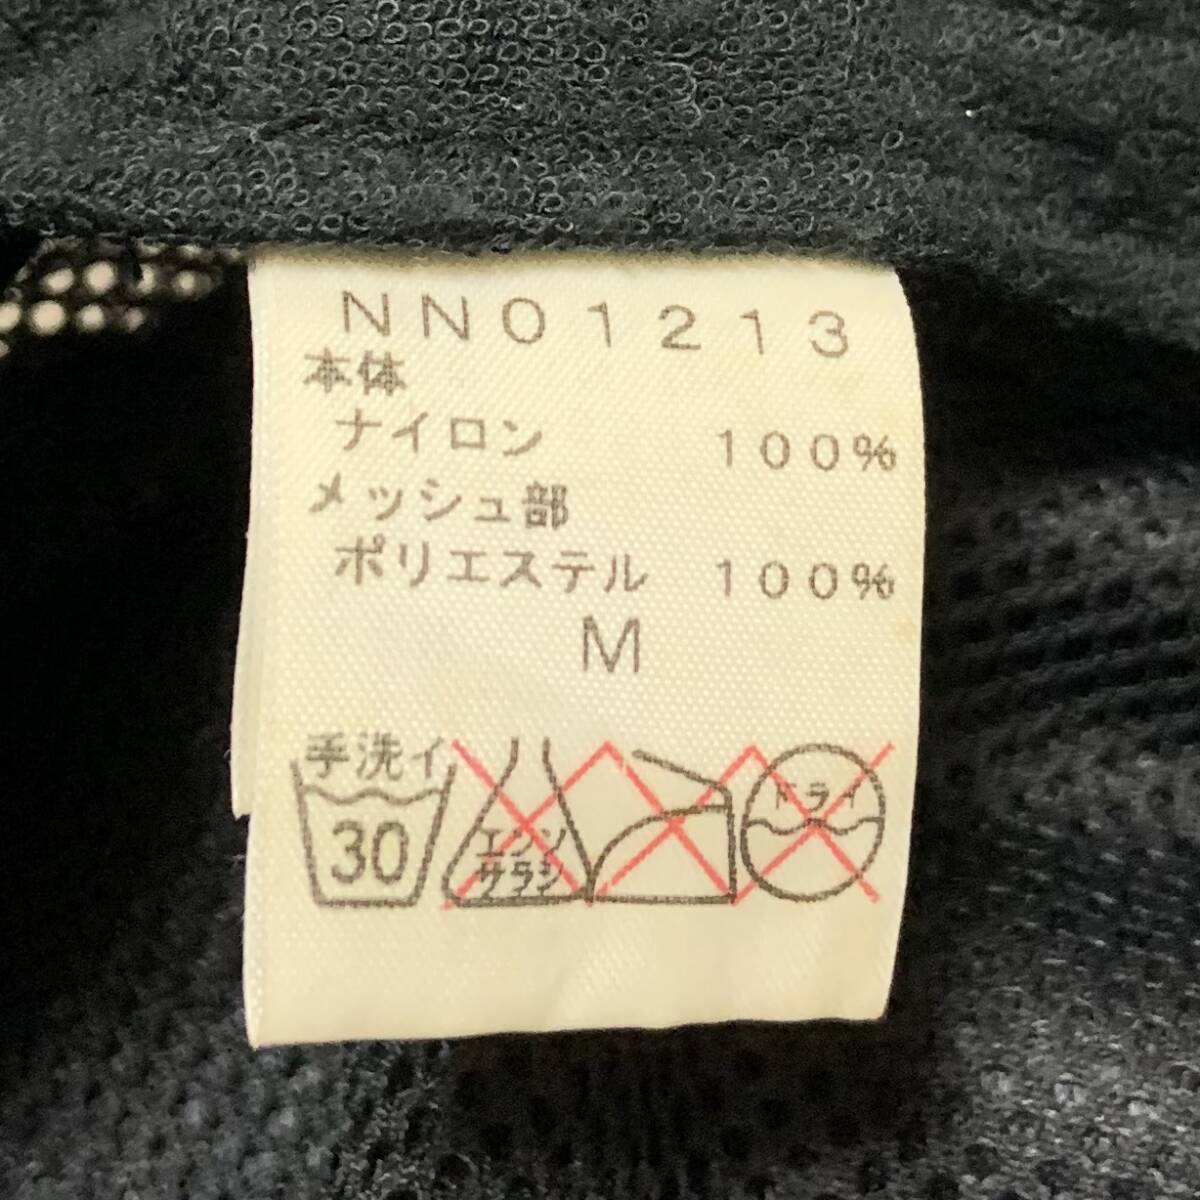 NN01213
本体
ナイロン 100%
メッシュ部
ポリエステル 100%
M
手洗イ
30
エンソ
サラシ
ドライ